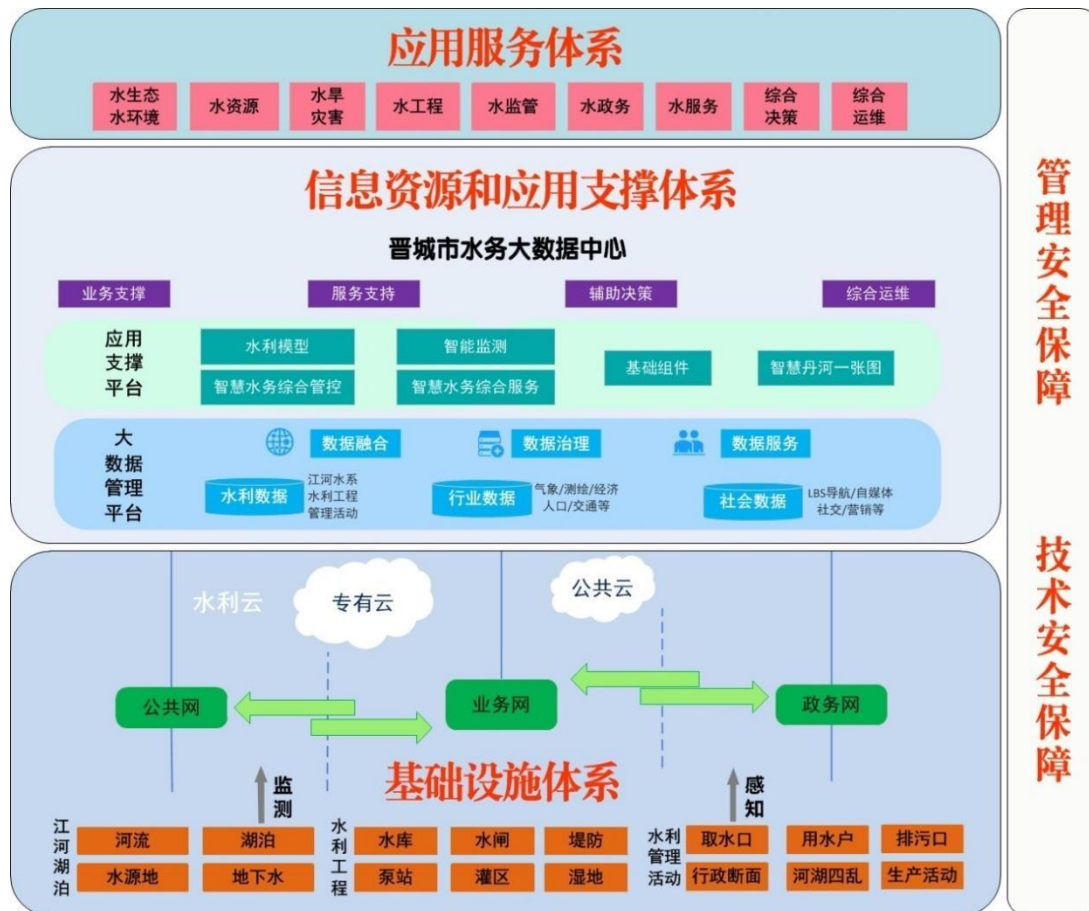 应用服务体系
水生态
水环境
水资源
水旱
灾害
水工程
水监管
水政务
水服务
综合
决策
综合
运维
信息资源和应用支撑体系
晋城市水务大数据中心
业务支撑
服务支持
辅助决策
综合运维
应用
支撑
平台
水利模型
智能监测
智慧水务综合管控
智慧水务综合服务
基础组件
智慧丹河一张图
大
数据
管理
平台
数据融合
数据治理
数据服务
水利数据
江河水系
水利工程
管理活动
行业数据
气象/测绘/经济
人口/交通等
社会数据
LBS导航/自媒体
社交/营销等
水利云
专有云
公共云
公共网
业务网
政务网
监测
基础设施体系
感知
江河湖泊
河流
湖泊
水源地
地下水
水利工程
水库
水闸
堤防
泵站
灌区
湿地
水利
管理
活动
取水口
用水户
排污口
行政断面
河湖四乱
生产活动
管理安全保障
技术安全保障